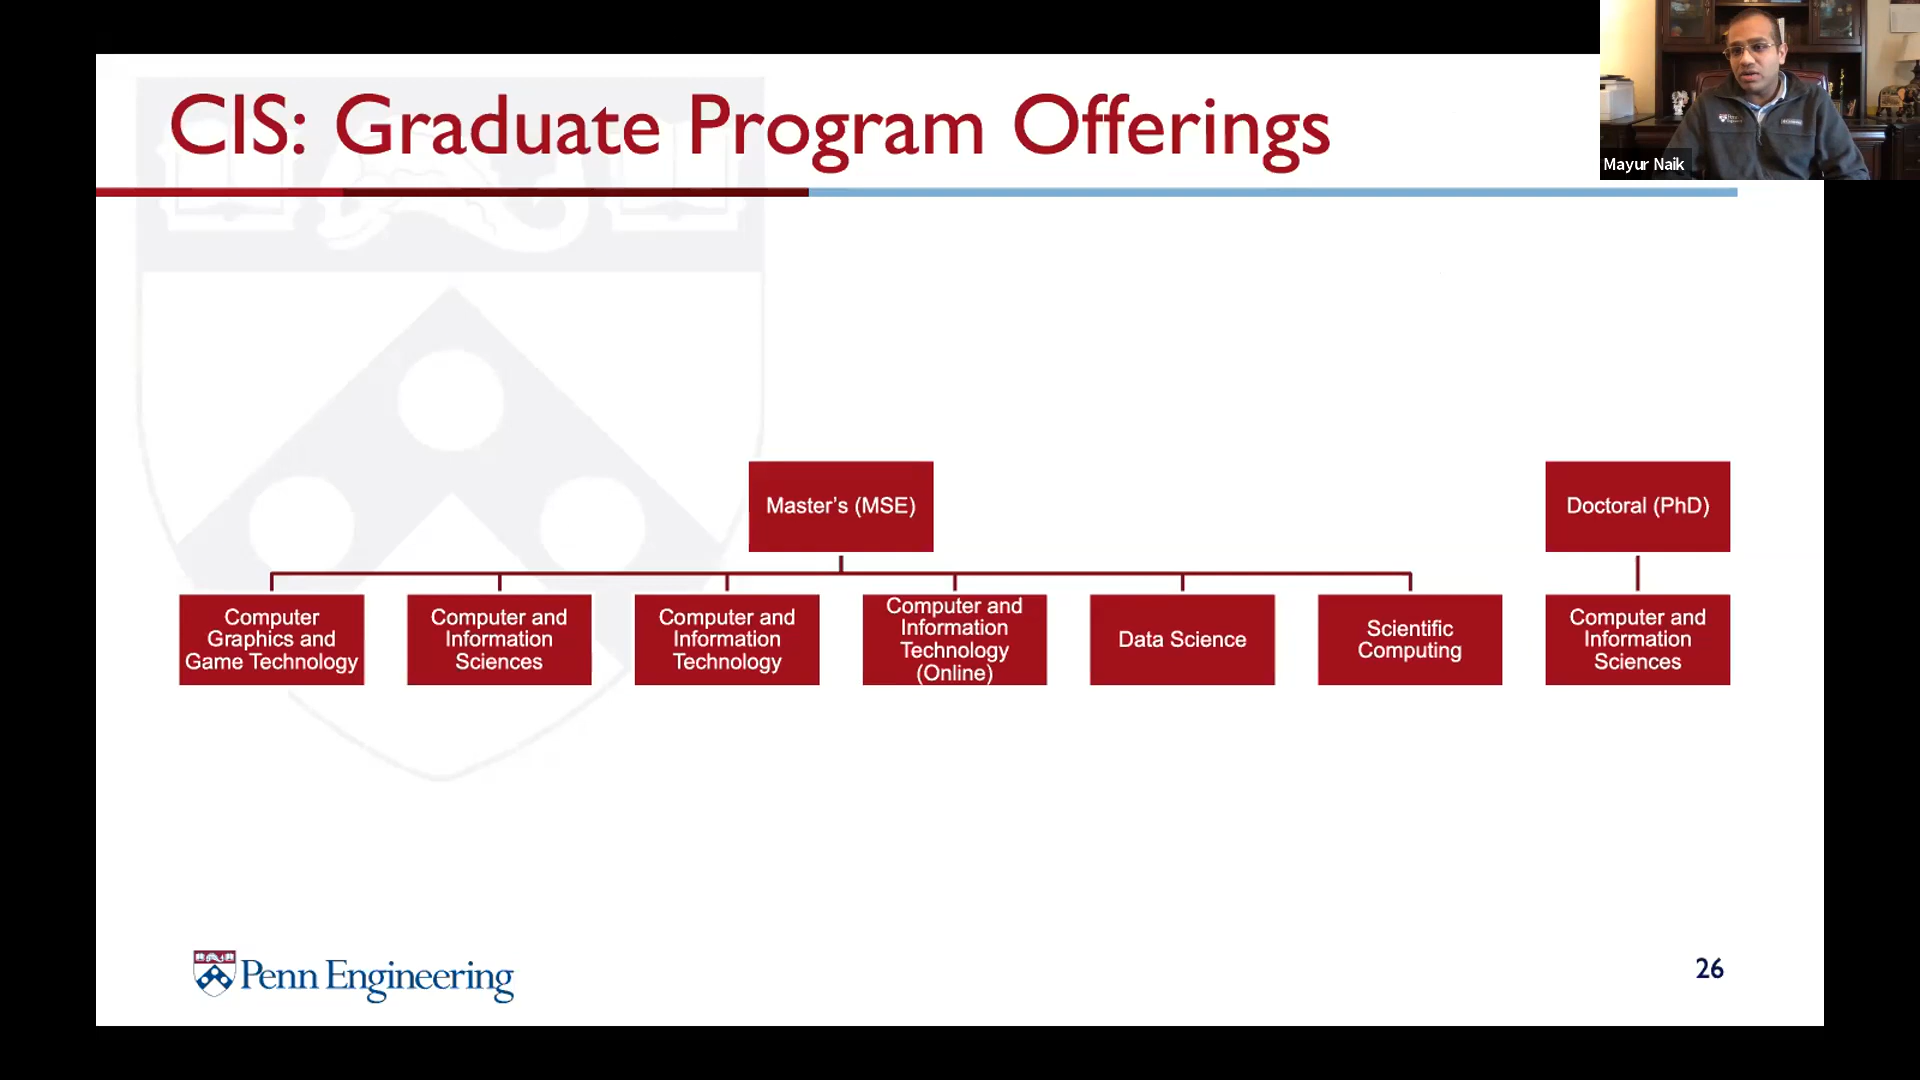 CIS: Graduate Program Offerings
Mayur Naik
Master's (MSE)
Doctoral (PhD)
Computer
Graphics and
Game Technology
Computer and
Information
Sciences
Computer and
Information
Technology
Computer and
Information
Technology
(Online)
Data Science
Scientific
Computing
Computer and
Information
Sciences
Penn Engineering
26